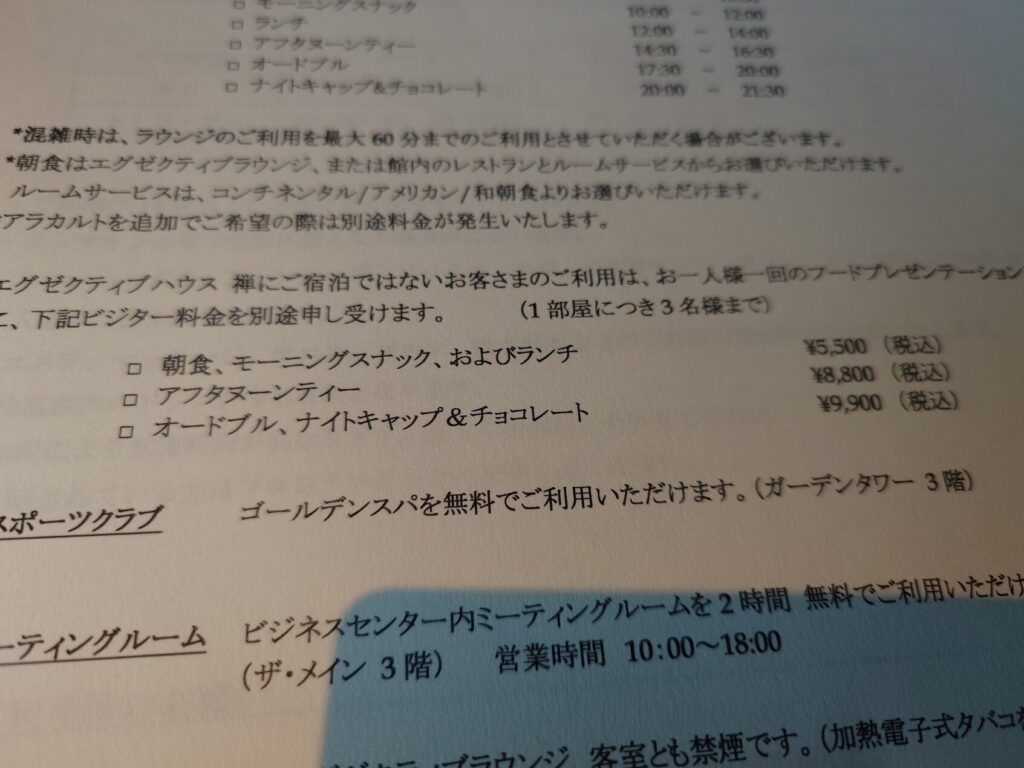 □ モーニングスナック 10:00 ~ 12:00
□ ランチ 12:00 ~ 14:00
□ アフタヌーンティー 14:30 ~ 16:30
□ オードブル 17:30 ~ 20:00
□ ナイトキャップ&チョコレート 20:00 ~ 21:30
*混雑時は、ラウンジのご利用を最大60分までのご利用とさせていただく場合がございます。
*朝食はエグゼクティブラウンジ、または館内のレストランとルームサービスからお選びいただけます。
ルームサービスは、コンチネンタル/アメリカン/和朝食よりお選びいただけます。
アラカルトを追加でご希望の際は別途料金が発生いたします。
エグゼクティブハウス 禅にご宿泊ではないお客さまのご利用は、お一人様一回のフードプレゼンテーション
て、下記ビジター料金を別途申し受けます。 (1部屋につき3名様まで)
□ 朝食、モーニングスナック、およびランチ ¥5,500 (税込)
□ アフタヌーンティー ¥8,800 (税込)
□ オードブル、ナイトキャップ&チョコレート ¥9,900 (税込)
スポーツクラブ ゴールデンスパを無料でご利用いただけます。(ガーデンタワー 3階)
ーティングルーム ビジネスセンター内ミーティングルームを2時間 無料でご利用いただけ
(ザ・メイン 3階) 営業時間 10:00~18:00
ゼクティブラウンジ 客室とも禁煙です。(加熱電子式タバコを